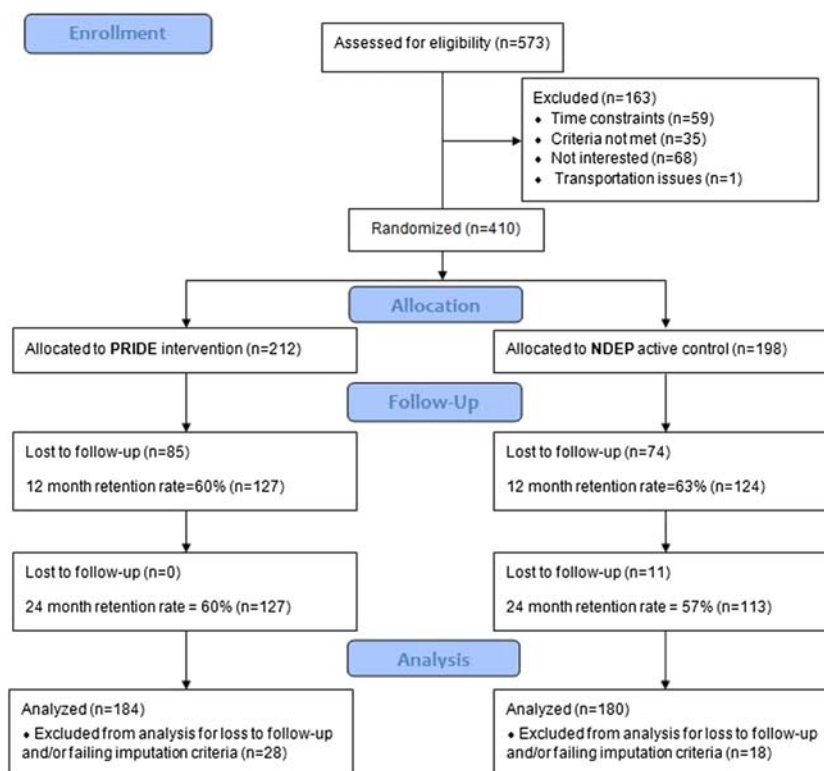 Enrollment
Assessed for eligibility (n=573)
Excluded (n=163)
♦ Time constraints (n=59)
♦ Criteria not met (n=35)
♦ Not interested (n=68)
♦ Transportation issues (n=1)
Randomized (n=410)
Allocation
Allocated to PRIDE intervention (n=212)
Allocated to NDEP active control (n=198)
Follow-Up
Lost to follow-up (n=85)
12 month retention rate=60% (n=127)
Lost to follow-up (n=74)
12 month retention rate=63% (n=124)
Lost to follow-up (n=0)
24 month retention rate = 60% (n=127)
Lost to follow-up (n=11)
24 month retention rate = 57% (n=113)
Analysis
Analyzed (n=184)
♦ Excluded from analysis for loss to follow-up
and/or failing imputation criteria (n=28)
Analyzed (n=180)
♦ Excluded from analysis for loss to follow-up
and/or failing imputation criteria (n=18)